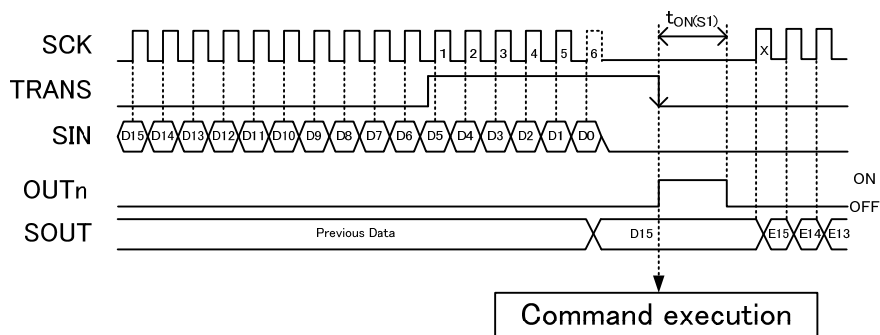 tON(S1)
SCK 1 2 3 4 5 6 X
TRANS
SIN D15 D14 D13 D12 D11 D10 D9 D8 D7 D6 D5 D4 D3 D2 D1 D0
OUTn ON
OFF
SOUT Previous Data D15 E15 E14 E13
Command execution